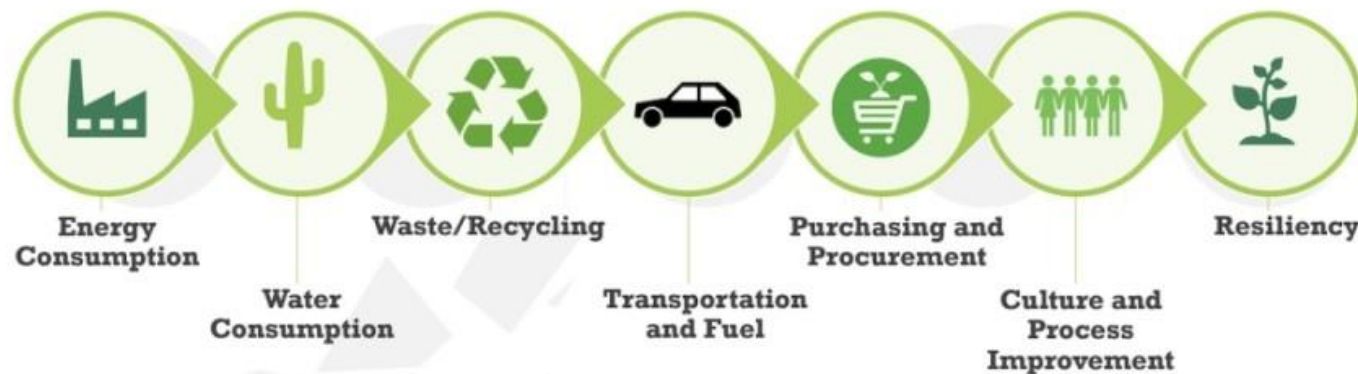 Energy
Consumption
Water
Consumption
Waste/Recycling
Transportation
and Fuel
Purchasing and
Procurement
Culture and
Process
Improvement
Resiliency